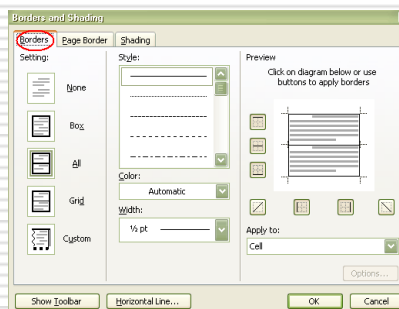 Borders and Shading
Borders
Page Border
Shading
Setting:
None
Box
All
Grid
Custom
Style:
Color:
Automatic
Width:
½ pt
Preview
Click on diagram below or use
buttons to apply borders
Apply to:
Cell
Options...
Show Toolbar
Horizontal Line...
OK
Cancel